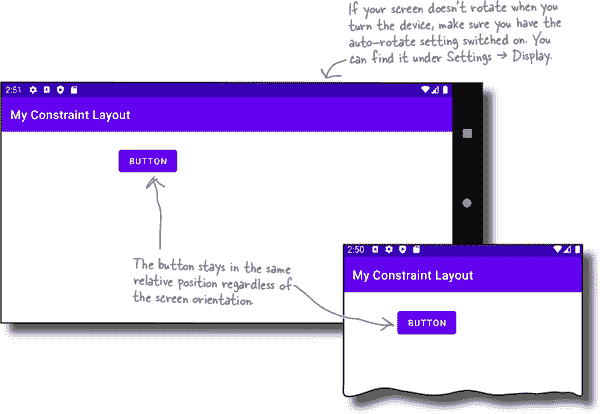 If your screen doesn't rotate when you
turn the device, make sure you have the
auto-rotate setting switched on. You
can find it under Settings → Display.
2:51
My Constraint Layout
BUTTON
The button stays in the same
relative position regardless of
the screen orientation.
2:50
My Constraint Layout
BUTTON